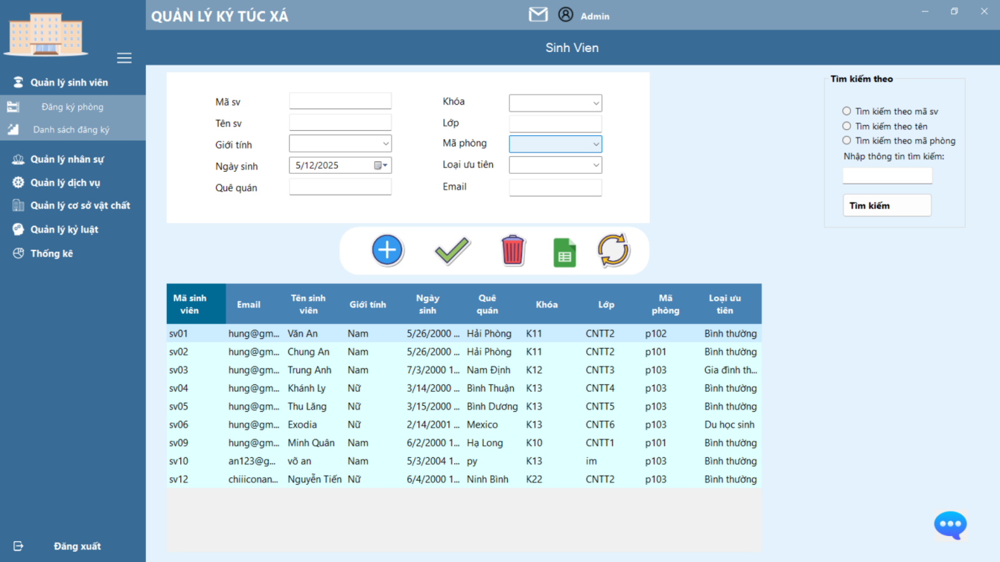 QUẢN LÝ KÝ TÚC XÁ
Admin
Sinh Vien
Quản lý sinh viên
Đăng ký phòng
Danh sách đăng ký
Quản lý nhân sự
Quản lý dịch vụ
Quản lý cơ sở vật chất
Quản lý kỷ luật
Thống kê
Đăng xuất
Mã sv
Tên sv
Giới tính
Ngày sinh 5/12/2025
Quê quán
Khóa
Lớp
Mã phòng
Loại ưu tiên
Email
Tìm kiếm theo
Tìm kiếm theo mã sv
Tìm kiếm theo tên
Tìm kiếm theo mã phòng
Nhập thông tin tìm kiếm:
Tìm kiếm
Mã sinh viên Email Tên sinh viên Giới tính Ngày sinh Quê quán Khóa Lớp Mã phòng Loại ưu tiên
sv01 hung@gm... Văn An Nam 5/26/2000 ... Hải Phòng K11 CNTT2 p102 Bình thường
sv02 hung@gm... Chung An Nam 5/26/2000 ... Hải Phòng K11 CNTT2 p101 Bình thường
sv03 hung@gm... Trung Anh Nam 7/3/2000 1... Nam Định K12 CNTT3 p103 Gia đình th...
sv04 hung@gm... Khánh Ly Nữ 3/14/2000 ... Bình Thuận K13 CNTT4 p103 Bình thường
sv05 hung@gm... Thu Lăng Nữ 3/15/2000 ... Bình Dương K13 CNTT5 p103 Bình thường
sv06 hung@gm... Exodia Nữ 2/14/2001 ... Mexico K13 CNTT6 p103 Du học sinh
sv09 hung@gm... Minh Quân Nam 6/2/2000 1... Hạ Long K10 CNTT1 p101 Bình thường
sv10 an123@g... võ an Nam 5/3/2004 1... py K13 im p103 Bình thường
sv12 chiiiconan... Nguyễn Tiến Nữ 6/4/2000 1... Ninh Bình K22 CNTT2 p103 Bình thường